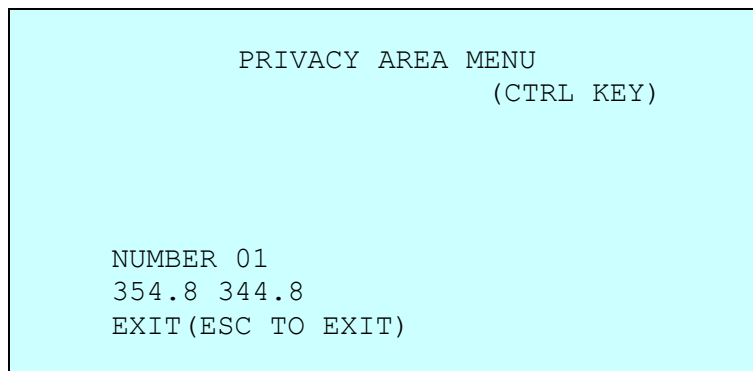 PRIVACY AREA MENU
(CTRL KEY)
NUMBER 01
354.8 344.8
EXIT(ESC TO EXIT)